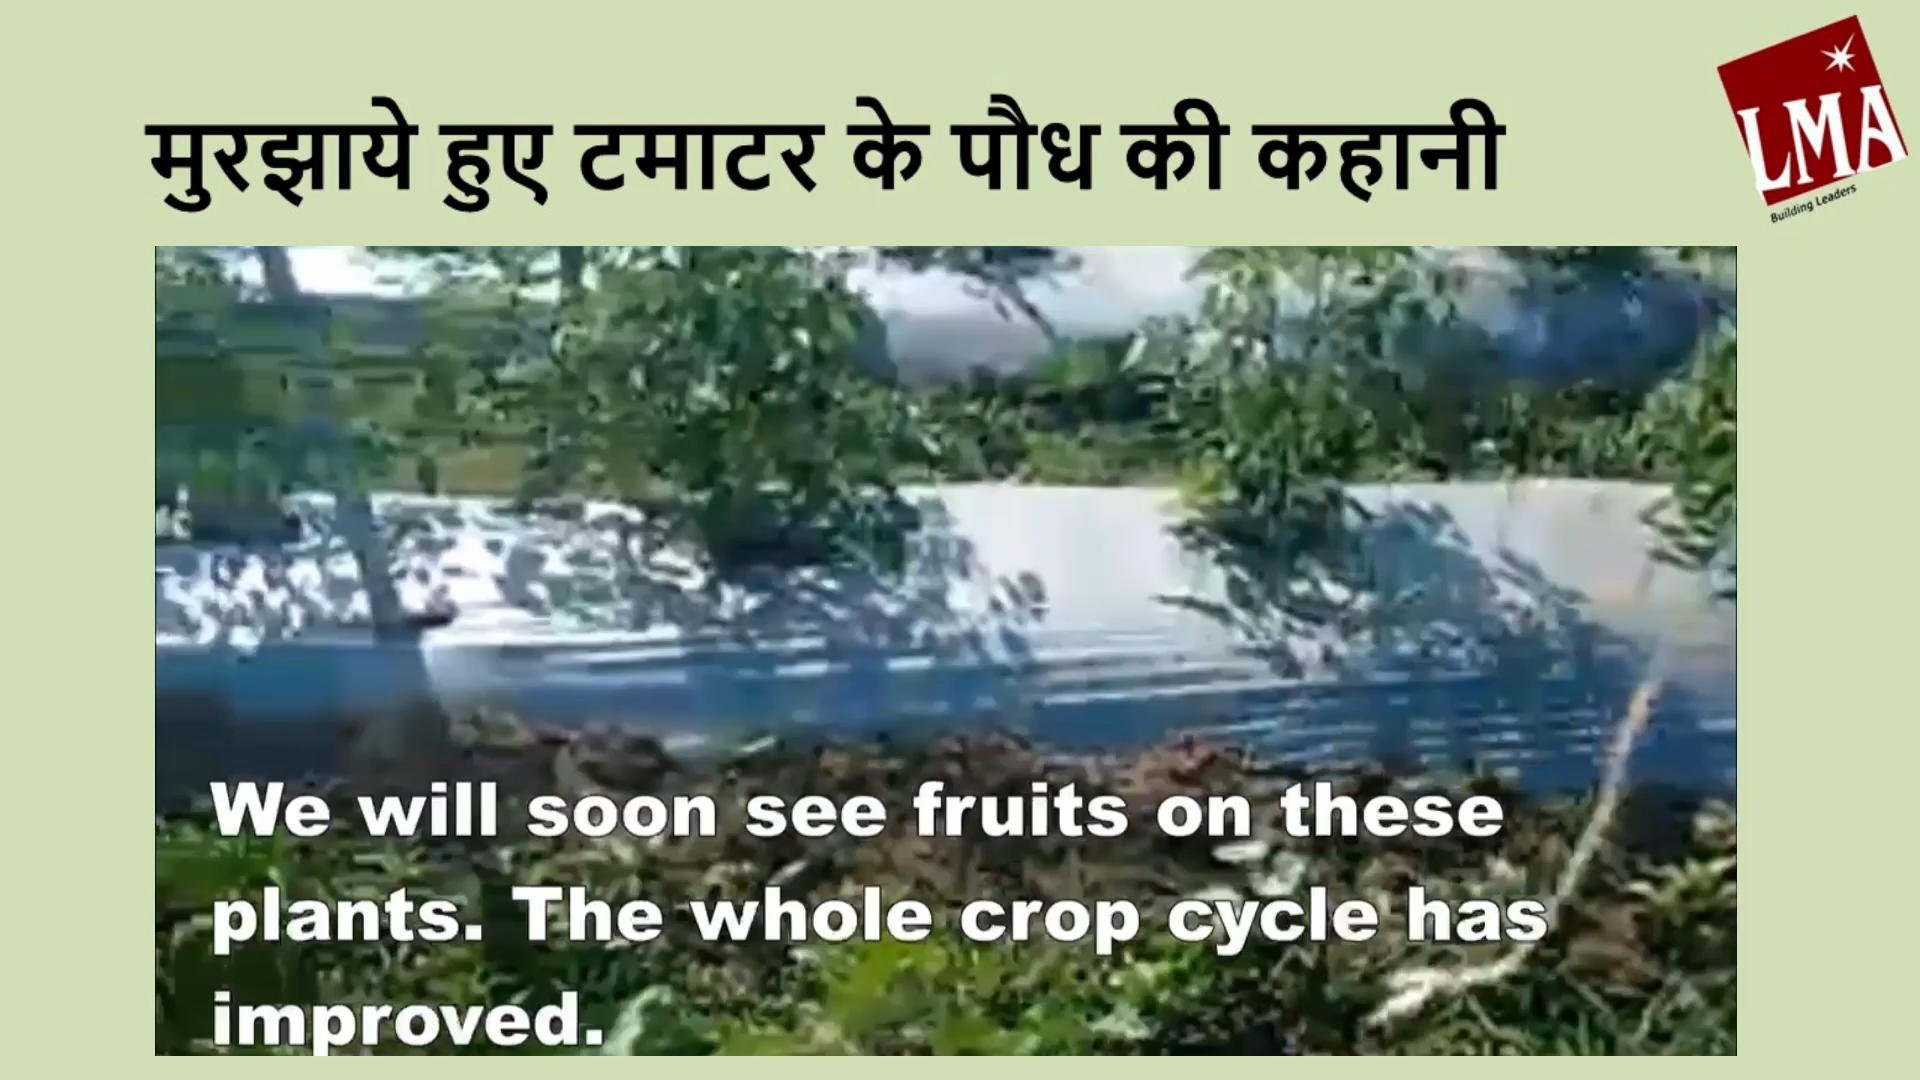 मुरझाये हुए टमाटर के पौध की कहानी
LMA
Building Leaders
We will soon see fruits on these
plants. The whole crop cycle has
improved.